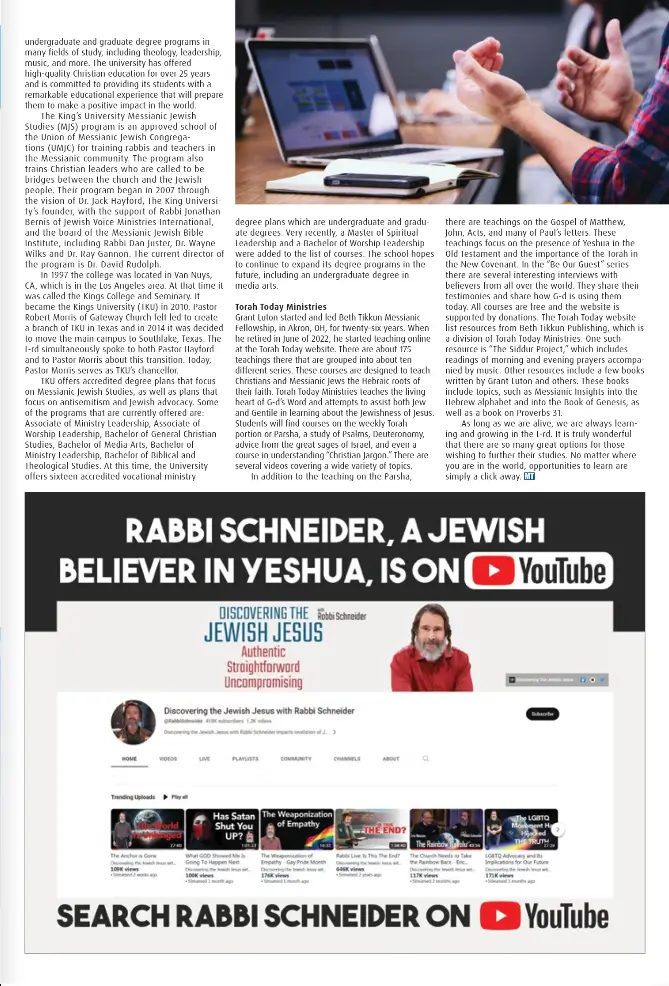 undergraduate and graduate degree programs in
many fields of study, including theology, leadership,
music, and more. The university has offered
high-quality Christian education for over 25 years
and is committed to providing its students with a
remarkable educational experience that will prepare
them to make a positive impact in the world.
The King's University Messianic Jewish
Studies (MJS) program is an approved school of
the Union of Messianic Jewish Congrega-
tions (UMJC) for training rabbis and teachers in
the Messianic community. The program also
trains Christian leaders who are called to be
bridges between the church and the Jewish
people. Their program began in 2007 through
the vision of Dr. Jack Hayford, The King Universi-
ty's founder, with the support of Rabbi Jonathan
Bernis of Jewish Voice Ministries International,
and the board of the Messianic Jewish Bible
Institute, including Rabbi Dan Juster, Dr. Wayne
Wilks and Dr. Ray Gannon. The current director of
the program is Dr. David Rudolph.
In 1997 the college was located in Van Nuys,
CA, which is in the Los Angeles area. At that time it
was called the Kings College and Seminary. It
became the Kings University (TKU) in 2010. Pastor
Robert Morris of Gateway Church felt led to create
a branch of TKU in Texas and in 2014 it was decided
to move the main campus to Southlake, Texas. The
L-rd simultaneously spoke to both Pastor Hayford
and to Pastor Morris about this transition. Today,
Pastor Morris serves as TKU's chancellor.
TKU offers accredited degree plans that focus
on Messianic Jewish Studies, as well as plans that
focus on antisemitism and Jewish advocacy. Some
of the programs that are currently offered are:
Associate of Ministry Leadership, Associate of
Worship Leadership, Bachelor of General Christian
Studies, Bachelor of Media Arts, Bachelor of
Ministry Leadership, Bachelor of Biblical and
Theological Studies. At this time, the University
offers sixteen accredited vocational ministry
degree plans which are undergraduate and gradu-
ate degrees. Very recently, a Master of Spiritual
Leadership and a Bachelor of Worship Leadership
were added to the list of courses. The school hopes
to continue to expand its degree programs in the
future, including an undergraduate degree in
media arts.
Torah Today Ministries
Grant Luton started and led Beth Tikkun Messianic
Fellowship, in Akron, OH, for twenty-six years. When
he retired in June of 2022, he started teaching online
at the Torah Today website. There are about 175
teachings there that are grouped into about ten
different series. These courses are designed to teach
Christians and Messianic Jews the Hebraic roots of
their faith. Torah Today Ministries teaches the living
heart of G-d's Word and attempts to assist both Jew
and Gentile in learning about the Jewishness of Jesus.
Students will find courses on the weekly Torah
portion or Parsha, a study of Psalms, Deuteronomy,
advice from the great sages of Israel, and even a
course in understanding "Christian Jargon." There are
several videos covering a wide variety of topics.
In addition to the teaching on the Parsha,
there are teachings on the Gospel of Matthew,
John, Acts, and many of Paul's letters. These
teachings focus on the presence of Yeshua in the
Old Testament and the importance of the Torah in
the New Covenant. In the "Be Our Guest" series
there are several interesting interviews with
believers from all over the world. They share their
testimonies and share how G-d is using them
today. All courses are free and the website is
supported by donations. The Torah Today website
list resources from Beth Tikkun Publishing, which is
a division of Torah Today Ministries. One such
resource is "The Siddur Project," which includes
readings of morning and evening prayers accompa-
nied by music. Other resources include a few books
written by Grant Luton and others. These books
include topics, such as Messianic Insights into the
Hebrew alphabet and into the Book of Genesis, as
well as a book on Proverbs 31.
As long as we are alive, we are always learn-
ing and growing in the L-rd. It is truly wonderful
that there are so many great options for those
wishing to further their studies. No matter where
you are in the world, opportunities to learn are
simply a click away. MT
RABBI SCHNEIDER, A JEWISH
BELIEVER IN YESHUA, IS ON YouTube
DISCOVERING THE with Rabbi Schneider
JEWISH JESUS
Authentic
Straightforward
Uncompromising
Discovering The Jewish Jesus
Discovering the Jewish Jesus with Rabbi Schneider
@RabbiSchneider 419K subscribers 1.2K videos
Discovering the Jewish Jesus with Rabbi Schneider imparts revelation of J...
Subscribe
HOME VIDEOS LIVE PLAYLISTS COMMUNITY CHANNELS ABOUT
Trending Uploads Play all
Has Satan Shut You UP?
The Weaponization of Empathy
IS THIS THE END?
The LGBTQ Movement Has Hijacked THE TRUTH
The Anchor is Gone
What GOD Showed Me Is Going To Happen Next
The Weaponization of Empathy - Gay Pride Month
Rabbi Live Is This The End?
The Church Needs to Take the Rainbow Back - Enc...
LGBTQ Advocacy and Its Implications for Our Future
109K views
109K views
176K views
646K views
117K views
171K views
SEARCH RABBI SCHNEIDER ON YouTube